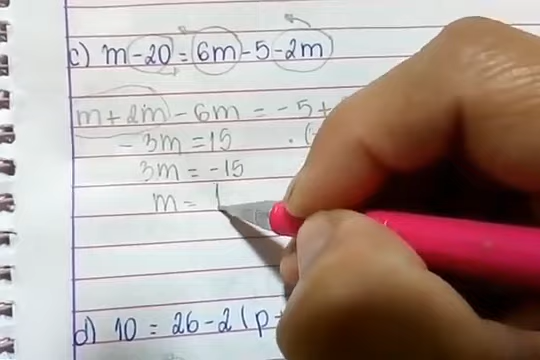 c) m - 20 = 6m - 5 - 2m
m + 2m - 6m = -5 +
- 3m = 15 . (
3m = -15
m =
d) 10 = 26 - 2 (p